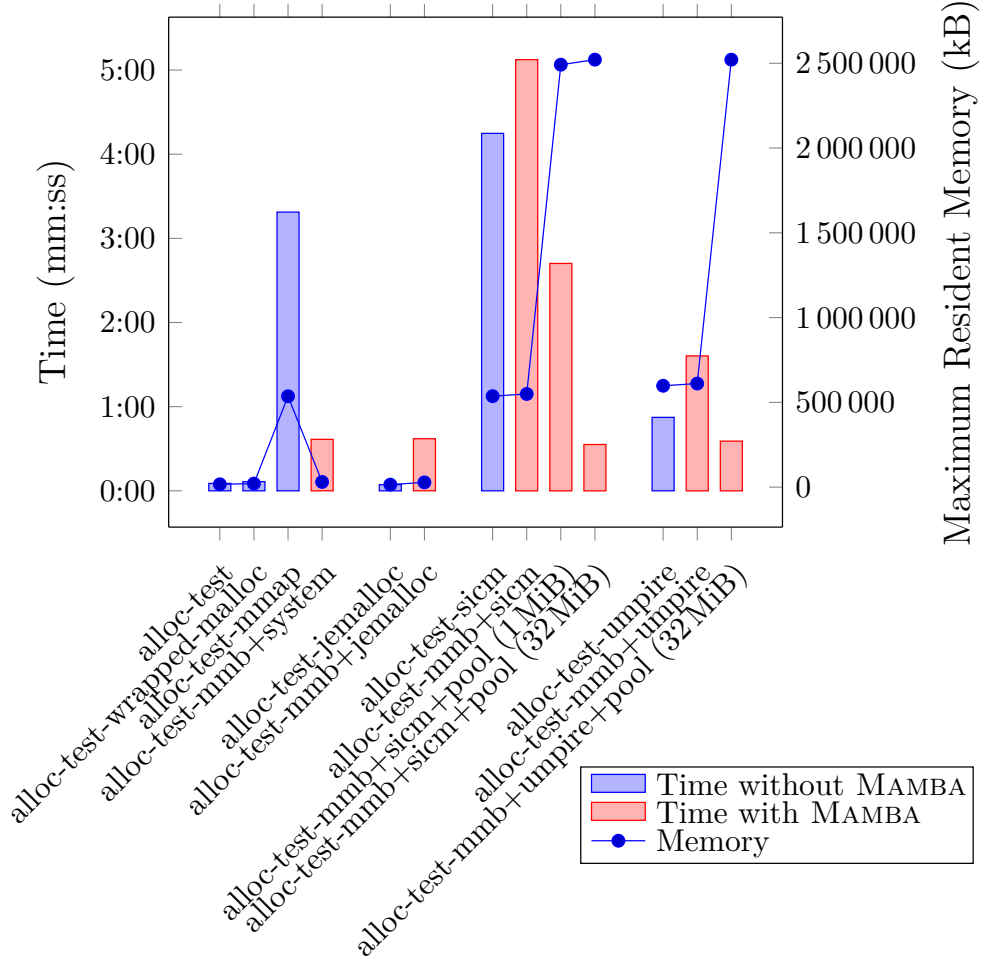 5:00
4:00
3:00
2:00
1:00
0:00
Time (mm:ss)
2 500 000
2 000 000
1 500 000
1 000 000
500 000
0
Maximum Resident Memory (kB)
alloc-test
alloc-test-wrapped-malloc
alloc-test-mmap
alloc-test-mmb+system
alloc-test-jemalloc
alloc-test-mmb+jemalloc
alloc-test-sicm
alloc-test-mmb+sicm
alloc-test-mmb+sicm+pool (1 MiB)
alloc-test-mmb+sicm+pool (32 MiB)
alloc-test-umpire
alloc-test-mmb+umpire
alloc-test-mmb+umpire+pool (32 MiB)
Time without MAMBA
Time with MAMBA
Memory